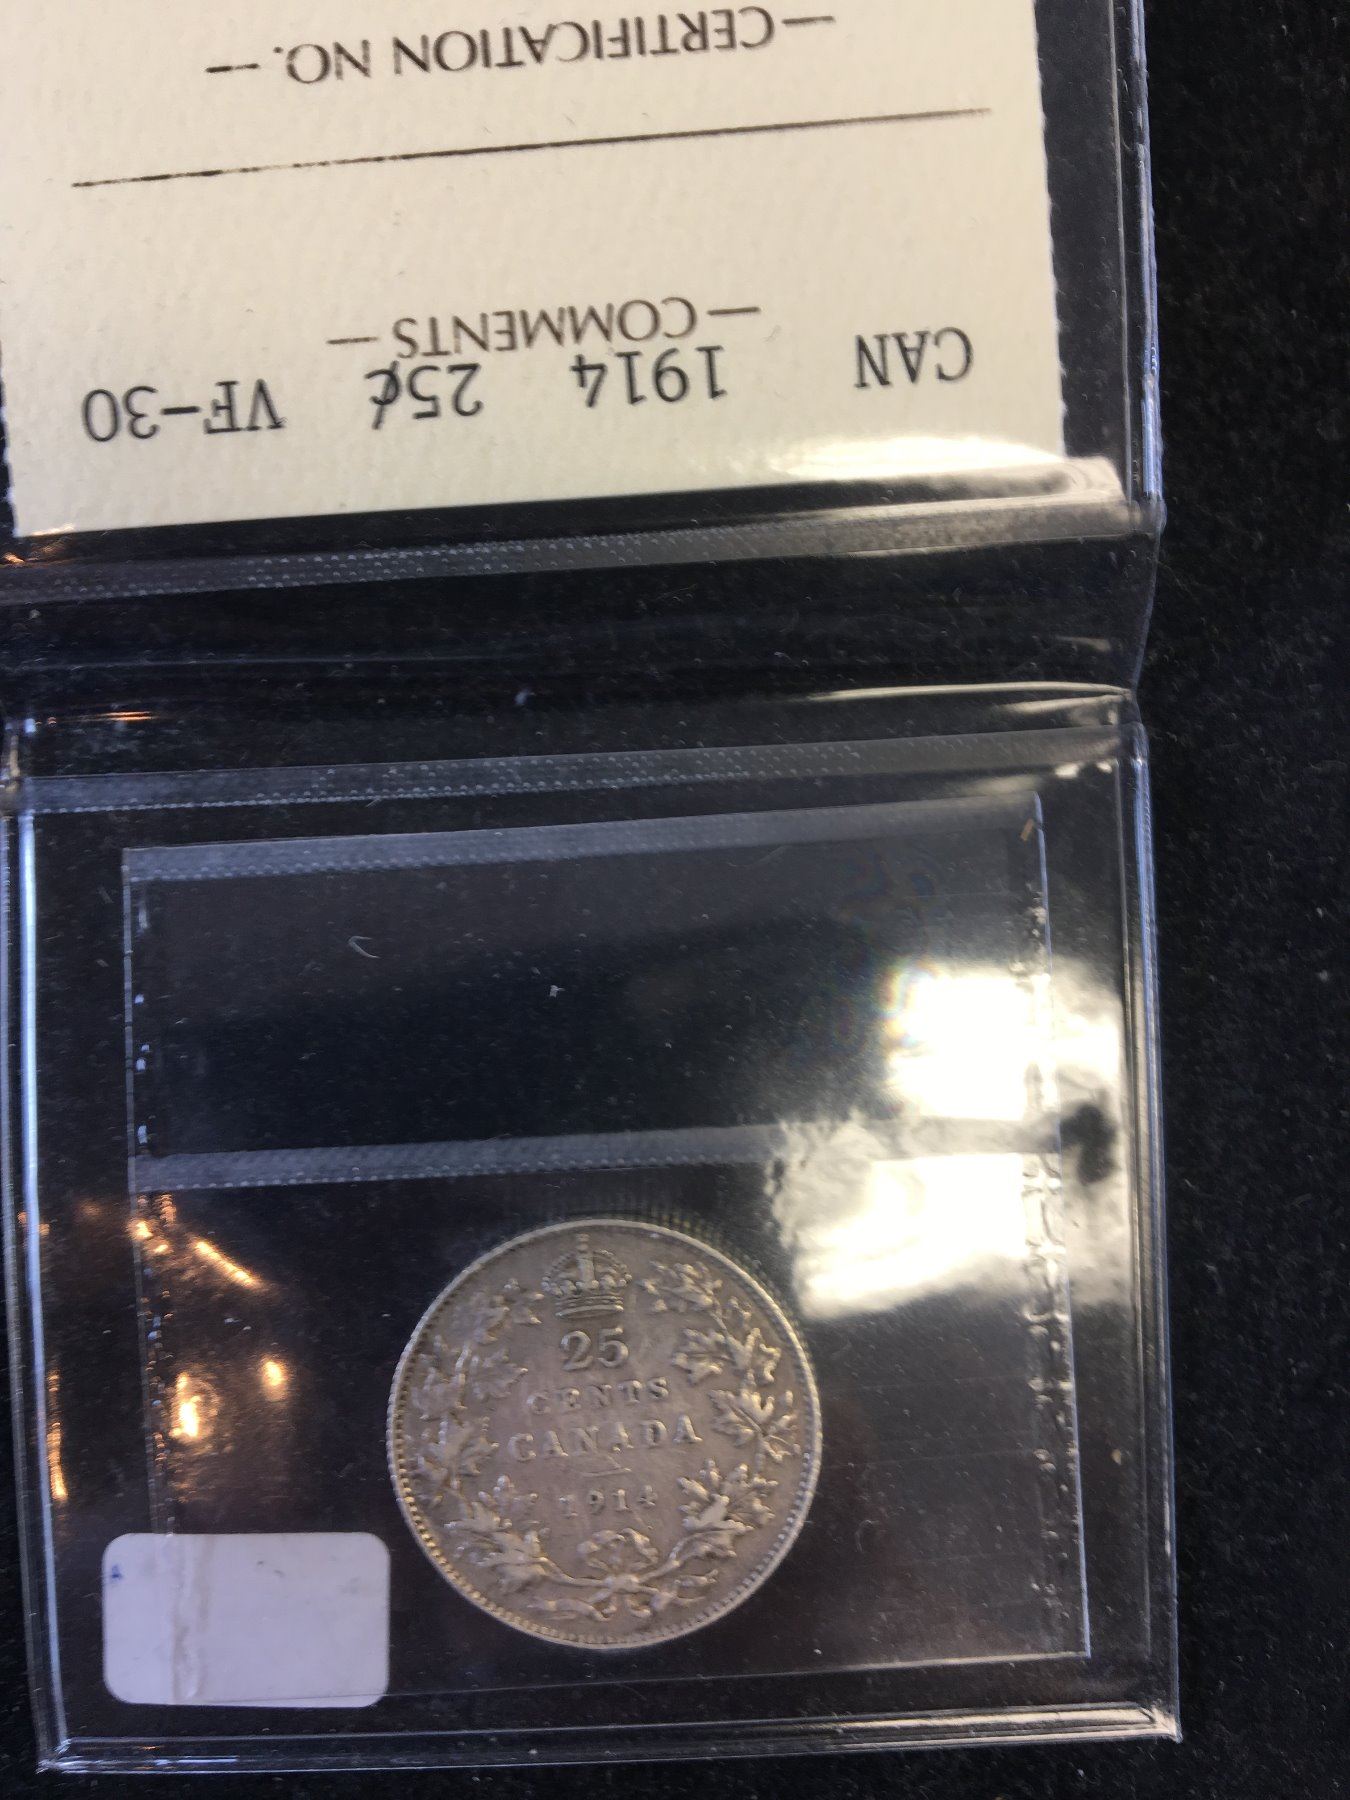 CAN 1914 25¢ VF-30
—COMMENTS—
—CERTIFICATION NO.—
25
CENTS
CANADA
1914